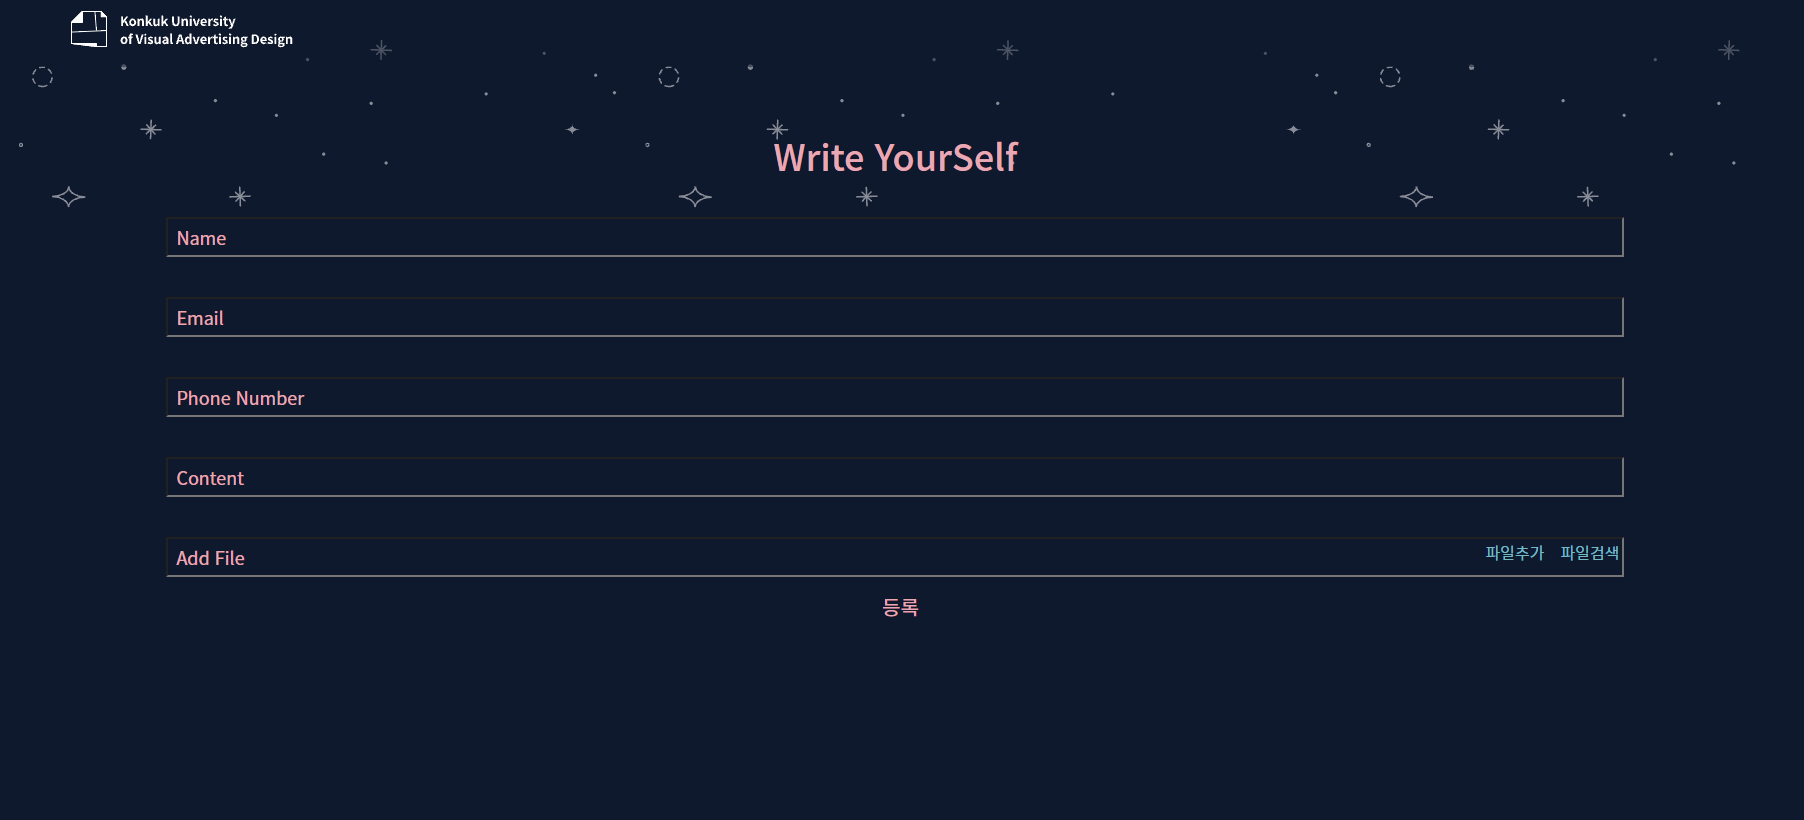 Konkuk University
of Visual Advertising Design
Write YourSelf
Name
Email
Phone Number
Content
Add File 파일추가 파일검색
등록